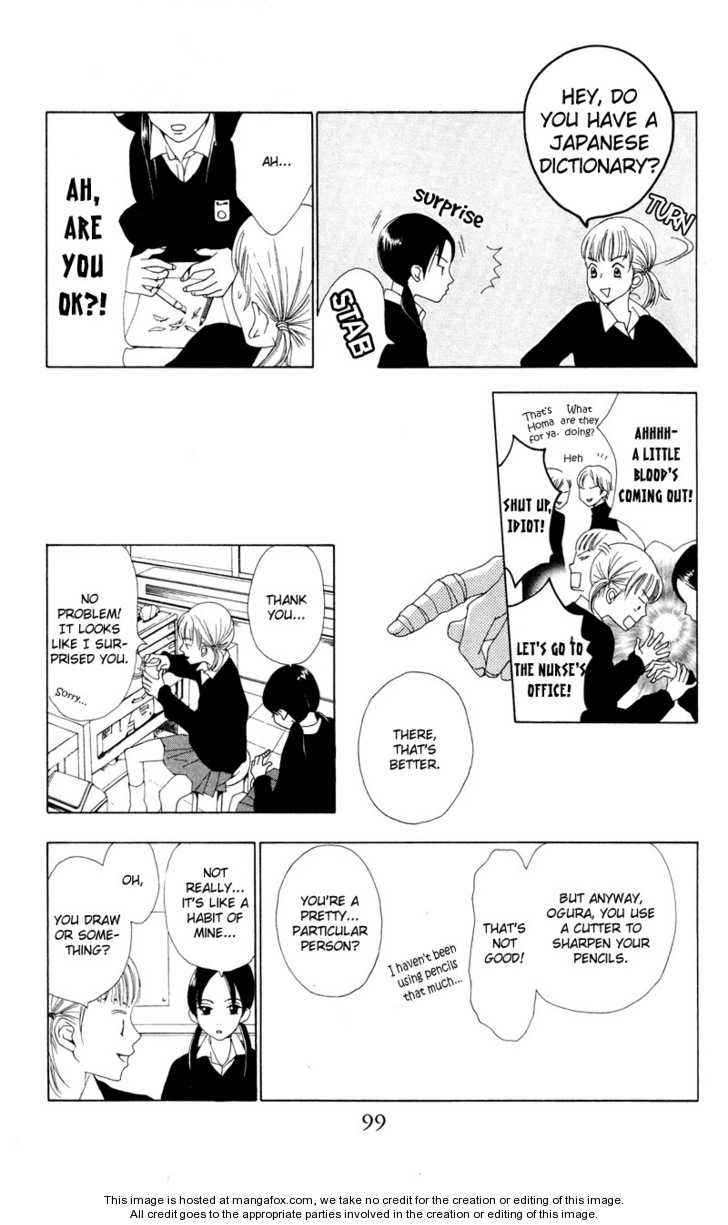 HEY, DO
YOU HAVE A
JAPANESE
DICTIONARY?
TURN
surprise
STAB
AH...
AH,
ARE
YOU
OK?!
AHHHH-
A LITTLE
BLOOD'S
COMING OUT!
What
are they
doing?
That's
Homa
for ya.
Heh
SHUT UP,
IDIOT!
LET'S GO TO
THE NURSE'S
OFFICE!
THERE,
THAT'S
BETTER.
THANK
YOU...
NO
PROBLEM!
IT LOOKS
LIKE I SUR-
PRISED YOU.
Sorry...
BUT ANYWAY,
OGURA, YOU USE
A CUTTER TO
SHARPEN YOUR
PENCILS.
THAT'S
NOT
GOOD!
I haven't been
using pencils
that much...
YOU'RE A
PRETTY...
PARTICULAR
PERSON?
NOT
REALLY...
IT'S LIKE A
HABIT OF
MINE...
OH,
YOU DRAW
OR SOME-
THING?
99
This image is hosted at mangafox.com, we take no credit for the creation or editing of this image.
All credit goes to the appropriate parties involved in the creation or editing of this image.